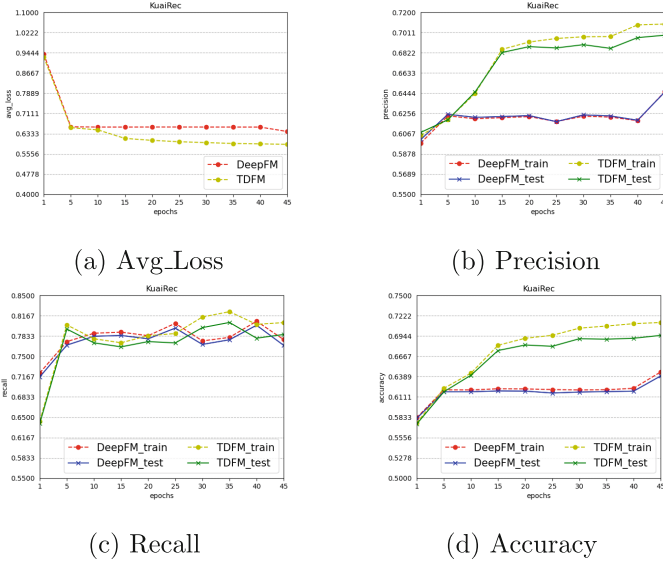 KuaiRec
1.1000
1.0222
0.9444
0.8667
0.7889
0.7111
0.6333
0.5556
0.4778
0.4000
avg_loss
DeepFM
TDFM
1 5 10 15 20 25 30 35 40 45
epochs
(a) Avg_Loss
KuaiRec
0.7200
0.7011
0.6822
0.6633
0.6444
0.6256
0.6067
0.5878
0.5689
0.5500
precision
DeepFM_train TDFM_train
DeepFM_test TDFM_test
1 5 10 15 20 25 30 35 40 45
epochs
(b) Precision
KuaiRec
0.8500
0.8167
0.7833
0.7500
0.7167
0.6833
0.6500
0.6167
0.5833
0.5500
recall
DeepFM_train TDFM_train
DeepFM_test TDFM_test
1 5 10 15 20 25 30 35 40 45
epochs
(c) Recall
KuaiRec
0.7500
0.7222
0.6944
0.6667
0.6389
0.6111
0.5833
0.5556
0.5278
0.5000
accuracy
DeepFM_train TDFM_train
DeepFM_test TDFM_test
1 5 10 15 20 25 30 35 40 45
epochs
(d) Accuracy